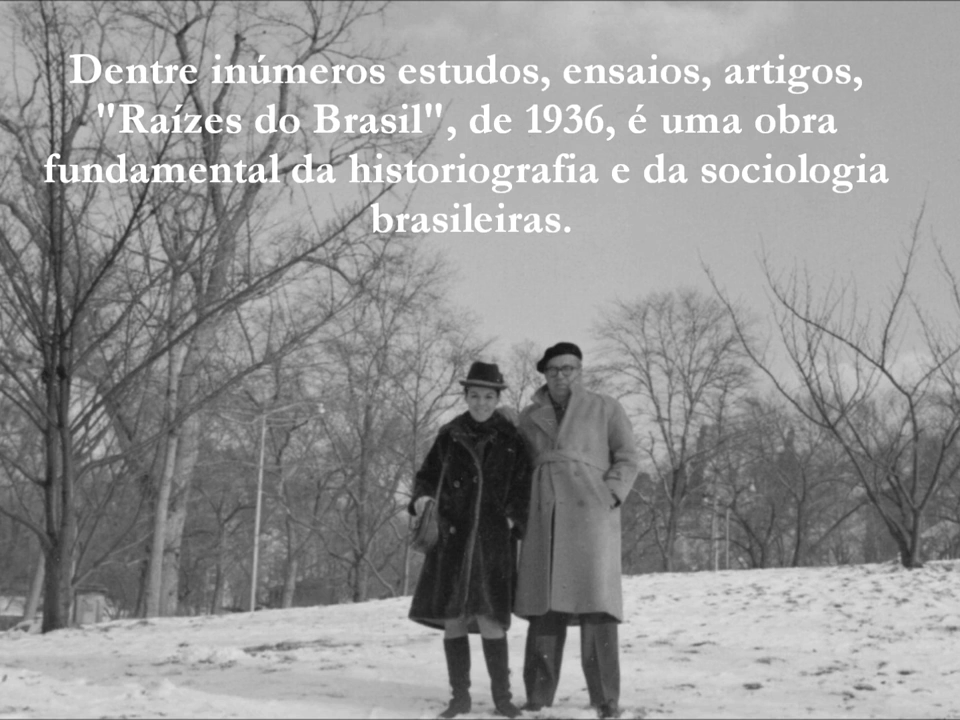 Dentre inúmeros estudos, ensaios, artigos,
"Raízes do Brasil", de 1936, é uma obra
fundamental da historiografia e da sociologia
brasileiras.